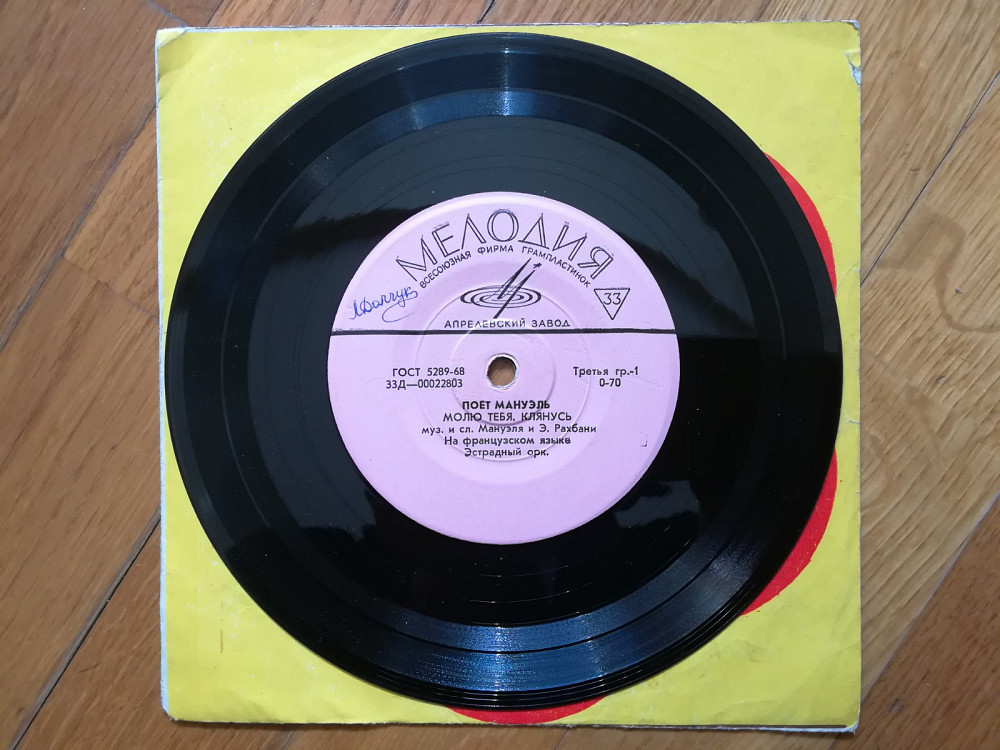 МЕЛОДИЯ
ВСЕСОЮЗНАЯ ФИРМА ГРАМПЛАСТИНОК
33
АПРЕЛЕВСКИЙ ЗАВОД
ГОСТ 5289-68
33Д—00022803
Третья гр.-1
0-70
ПОЕТ МАНУЭЛЬ
МОЛЮ ТЕБЯ, КЛЯНУСЬ
муз. и сл. Мануэля и Э. Рахбани
На французском языке
Эстрадный орк.